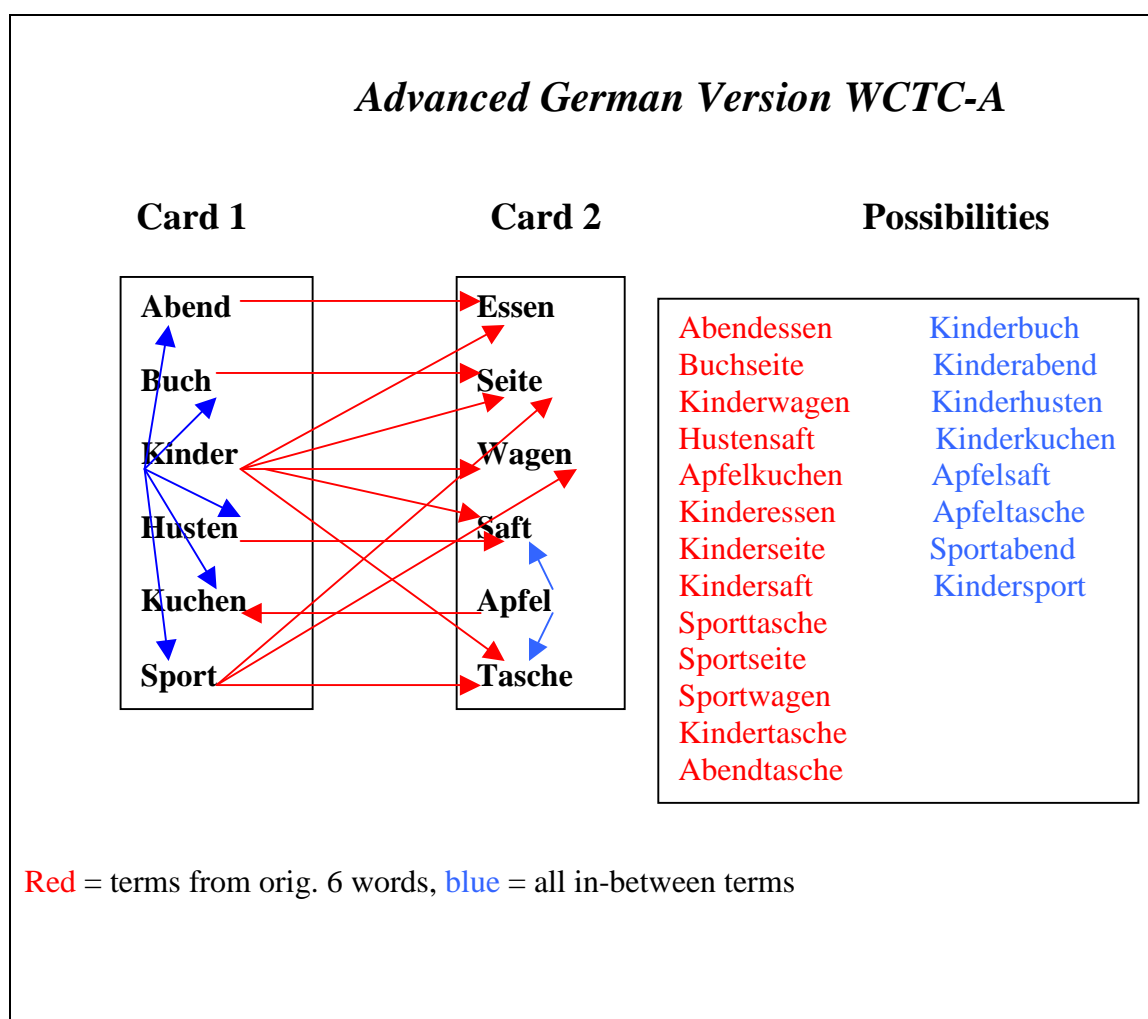 Advanced German Version WCTC-A
Card 1
Card 2
Possibilities
Abend
Buch
Kinder
Husten
Kuchen
Sport
Essen
Seite
Wagen
Saft
Apfel
Tasche
Abendessen
Buchseite
Kinderwagen
Hustensaft
Apfelkuchen
Kinderessen
Kinderseite
Kindersaft
Sporttasche
Sportseite
Sportwagen
Kindertasche
Abendtasche
Kinderbuch
Kinderabend
Kinderhusten
Kinderkuchen
Apfelsaft
Apfeltasche
Sportabend
Kindersport
Red = terms from orig. 6 words, blue = all in-between terms